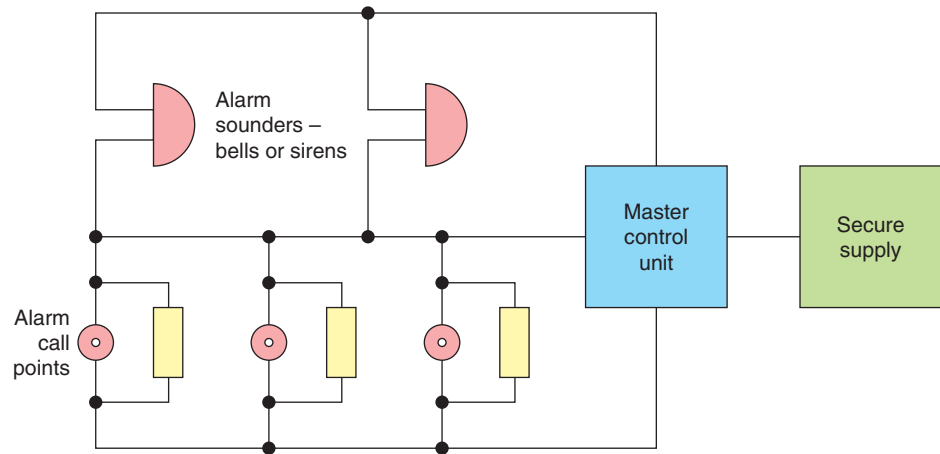 Alarm
sounders –
bells or sirens
Master
control
unit
Secure
supply
Alarm
call
points